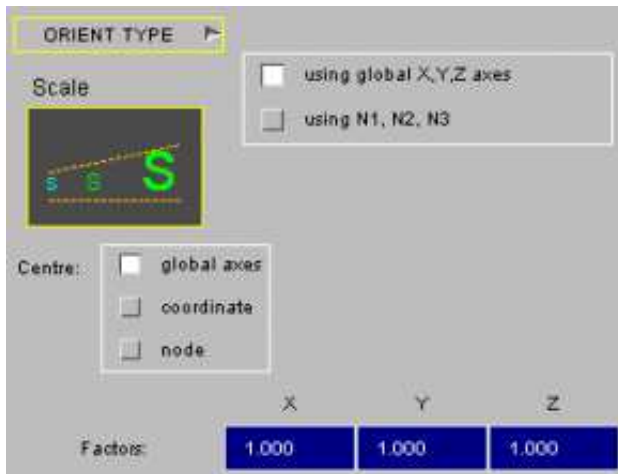 ORIENT TYPE
using global X,Y,Z axes
Scale
using N1, N2, N3
s S S
Centre:
global axes
coordinate
node
X Y Z
Factors: 1.000 1.000 1.000